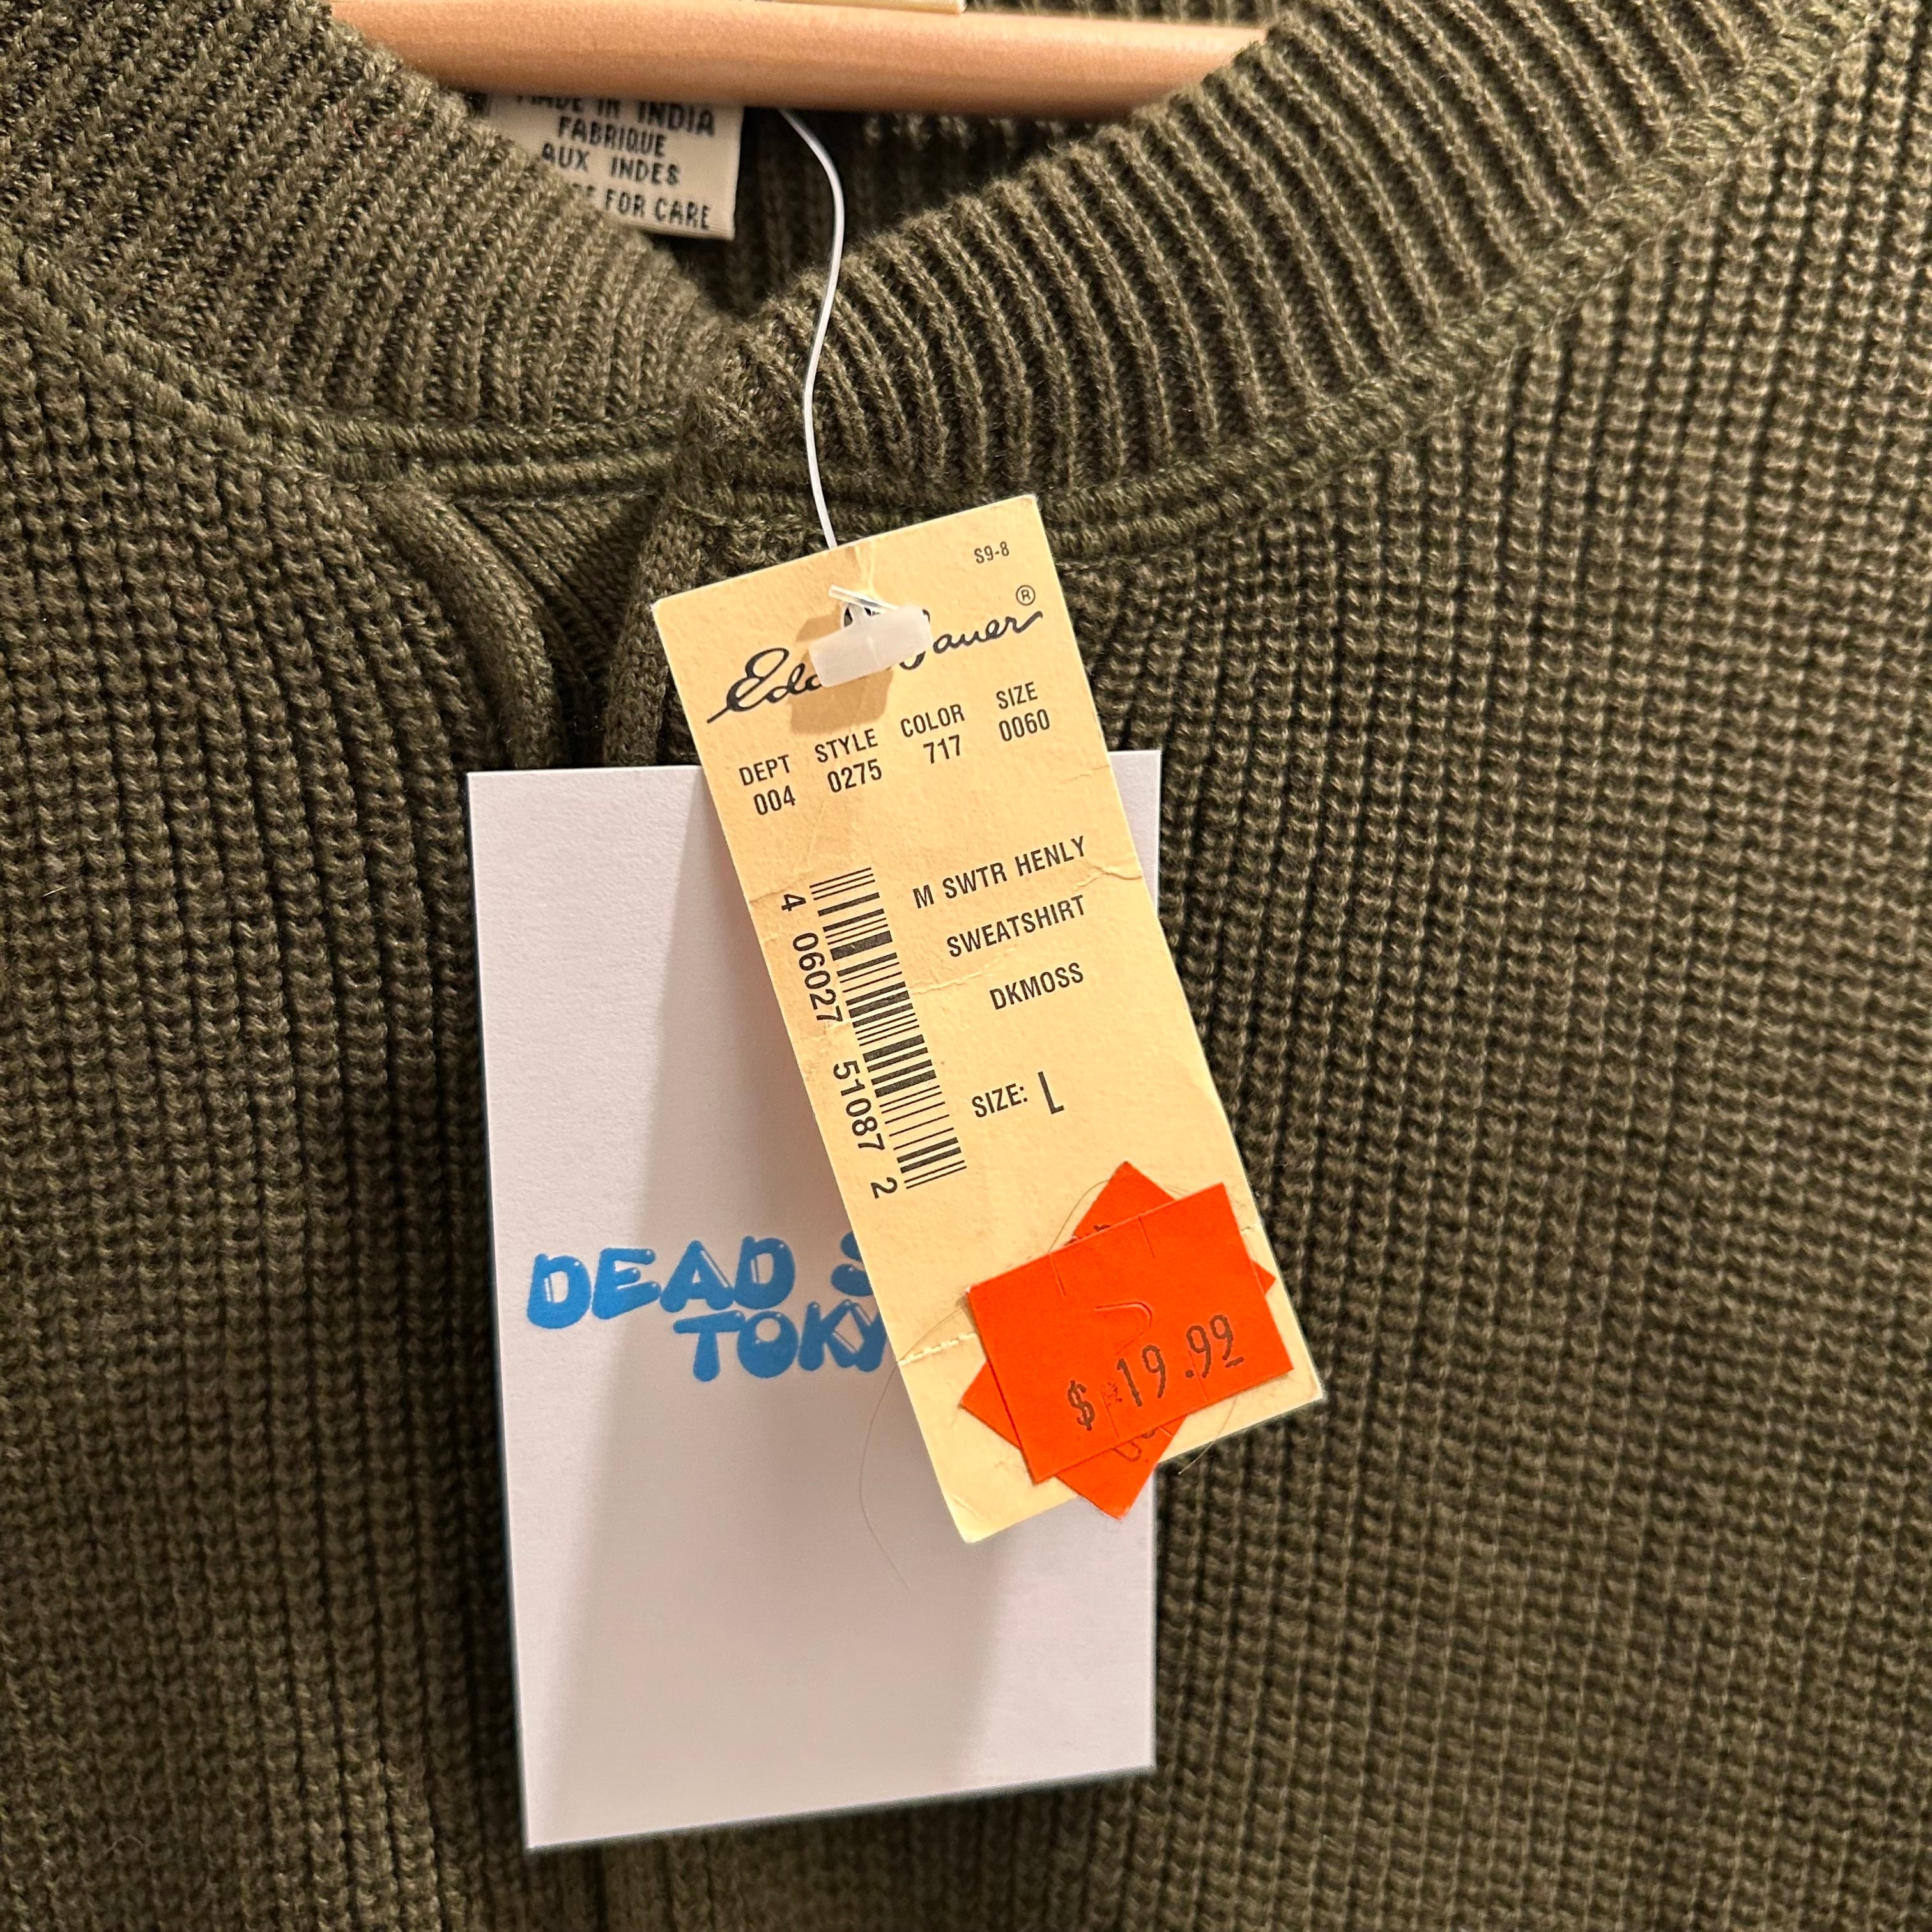 MADE IN INDIA
FABRIQUE
AUX INDES
FOR CARE
S9-8
®
DEPT STYLE COLOR SIZE
004 0275 717 0060
M SWTR HENLY
SWEATSHIRT
DKMOSS
SIZE: L
4 06027 51087 2
$ 19.99
DEAD